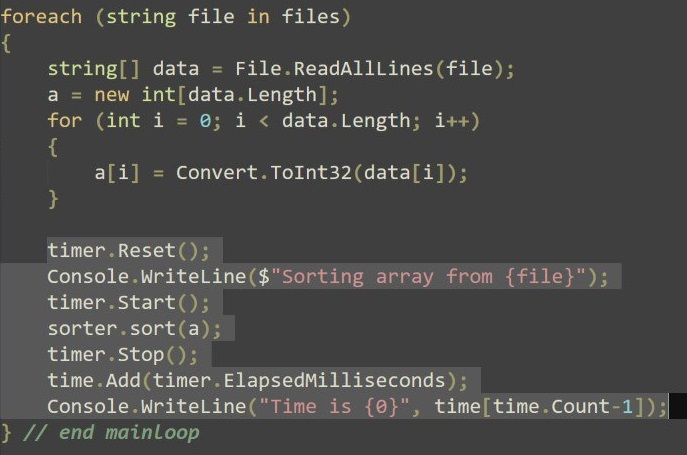 foreach (string file in files)
{
    string[] data = File.ReadAllLines(file);
    a = new int[data.Length];
    for (int i = 0; i < data.Length; i++)
    {
        a[i] = Convert.ToInt32(data[i]);
    }

    timer.Reset();
    Console.WriteLine($"Sorting array from {file}");
    timer.Start();
    sorter.sort(a);
    timer.Stop();
    time.Add(timer.ElapsedMilliseconds);
    Console.WriteLine("Time is {0}", time[time.Count-1]);
} // end mainloop